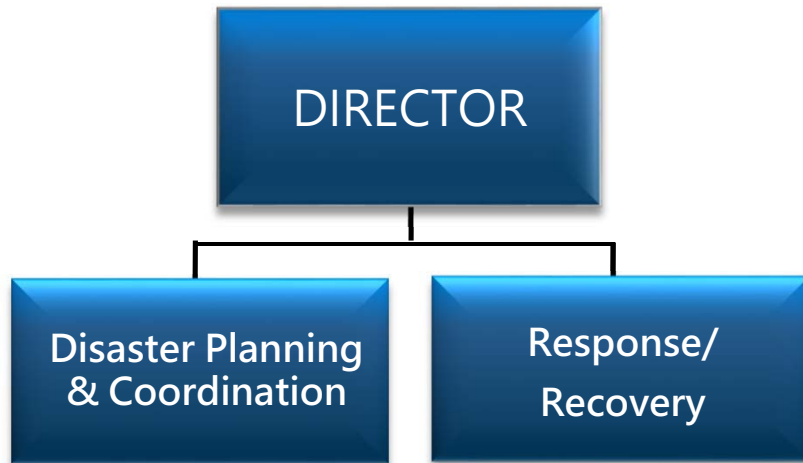 DIRECTOR
Disaster Planning
& Coordination
Response/
Recovery